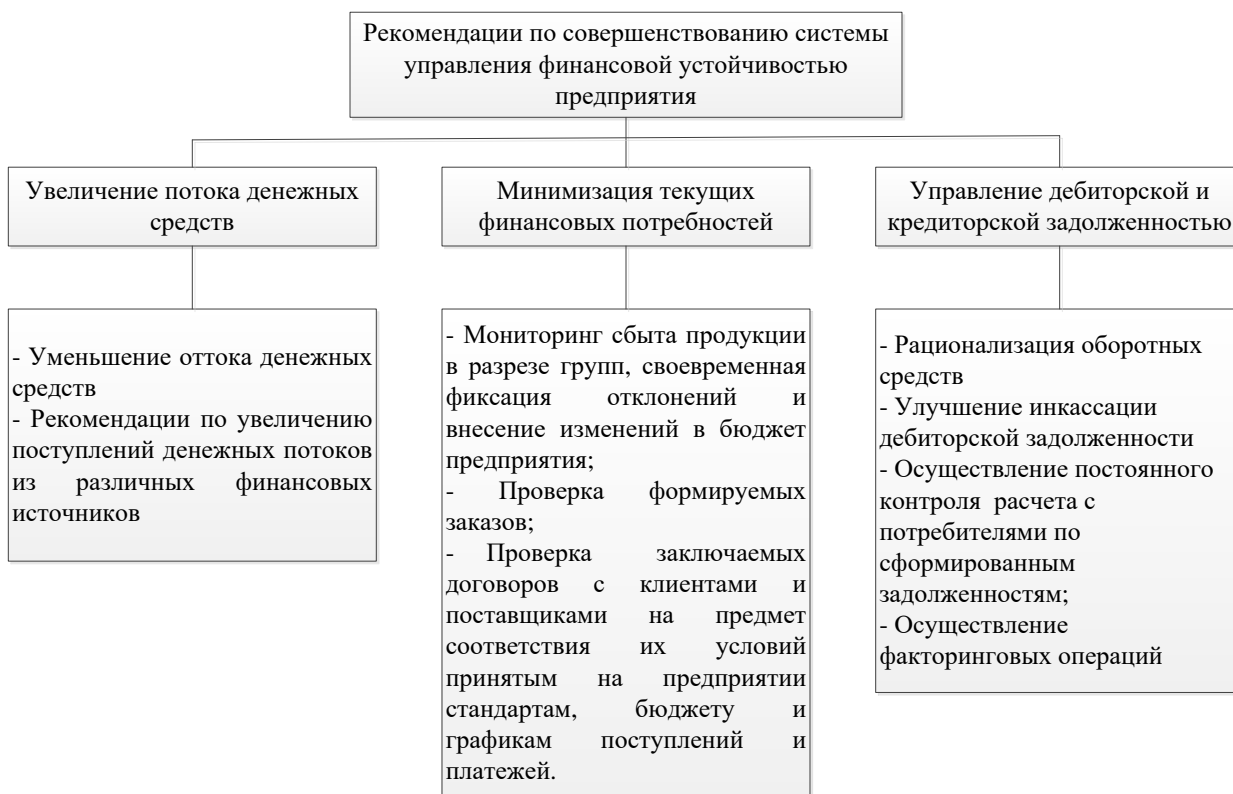 Рекомендации по совершенствованию системы
управления финансовой устойчивостью
предприятия
Увеличение потока денежных
средств
Минимизация текущих
финансовых потребностей
Управление дебиторской и
кредиторской задолженностью
- Уменьшение оттока денежных
средств
- Рекомендации по увеличению
поступлений денежных потоков
из различных финансовых
источников
- Мониторинг сбыта продукции
в разрезе групп, своевременная
фиксация отклонений и
внесение изменений в бюджет
предприятия;
- Проверка формируемых
заказов;
- Проверка заключаемых
договоров с клиентами и
поставщиками на предмет
соответствия их условий
принятым на предприятии
стандартам, бюджету и
графикам поступлений и
платежей.
- Рационализация оборотных
средств
- Улучшение инкассации
дебиторской задолженности
- Осуществление постоянного
контроля расчета с
потребителями по
сформированным
задолженностям;
- Осуществление
факторинговых операций